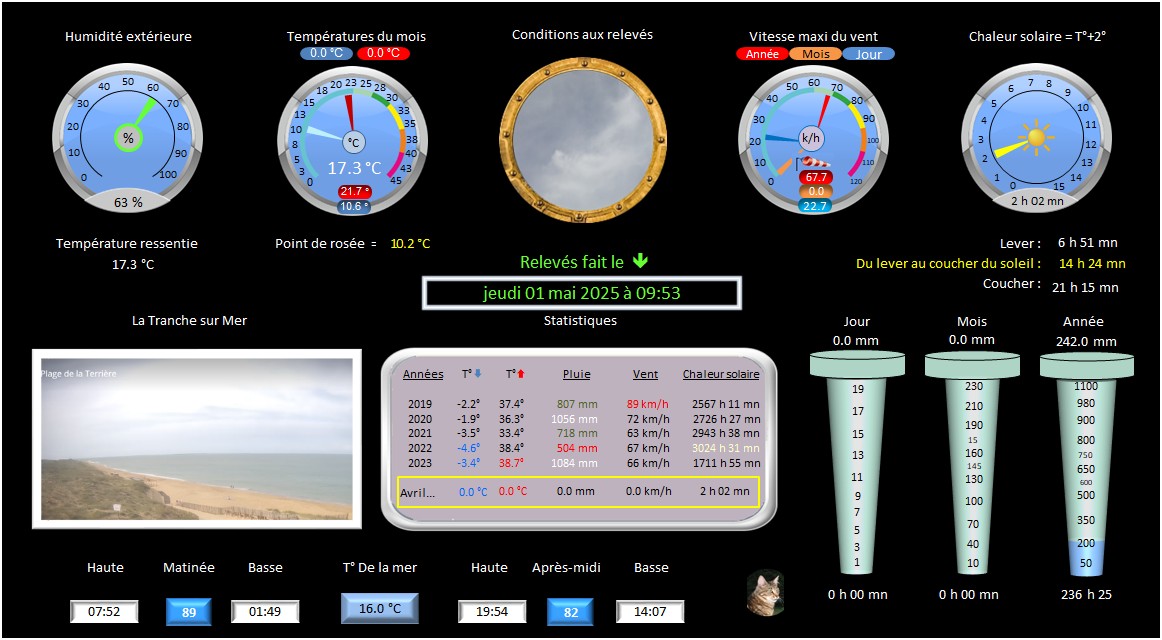 Humidité extérieure
Températures du mois
Conditions aux relevés
Vitesse maxi du vent
Chaleur solaire = T°+2°
0.0 °C 0.0 °C
Année Mois Jour
0 10 20 30 40 50 60 70 80 90 100
%
63 %
0 3 5 8 10 13 15 18 20 23 25 28 30 33 35 38 40 43 45
°C
17.3 °C
21.7 °
10.6 °
0 10 20 30 40 50 60 70 80 90 100 110 120
k/h
67.7
0.0
22.7
0 1 2 3 4 5 6 7 8 9 10 11 12 13 14 15
2 h 02 mn
Température ressentie
17.3 °C
Point de rosée = 10.2 °C
Relevés fait le
jeudi 01 mai 2025 à 09:53
Lever : 6 h 51 mn
Du lever au coucher du soleil : 14 h 24 mn
Coucher : 21 h 15 mn
La Tranche sur Mer
Plage de la Terrière
Statistiques
Années T° T° Pluie Vent Chaleur solaire
2019 -2.2° 37.4° 807 mm 89 km/h 2567 h 11 mn
2020 -1.9° 36.3° 1056 mm 72 km/h 2726 h 27 mn
2021 -3.5° 33.4° 718 mm 63 km/h 2943 h 38 mn
2022 -4.6° 38.4° 504 mm 67 km/h 3024 h 31 mn
2023 -3.4° 38.7° 1084 mm 66 km/h 1711 h 55 mn
Avril... 0.0 °C 0.0 °C 0.0 mm 0.0 km/h 2 h 02 mn
Jour
0.0 mm
19
17
15
13
11
9
7
5
3
1
0 h 00 mn
Mois
0.0 mm
230
210
190
15
160
145
130
100
70
40
10
0 h 00 mn
Année
242.0 mm
1100
980
900
800
750
650
600
500
350
200
50
236 h 25
Haute Matinée Basse T° De la mer Haute Après-midi Basse
07:52 89 01:49 16.0 °C 19:54 82 14:07